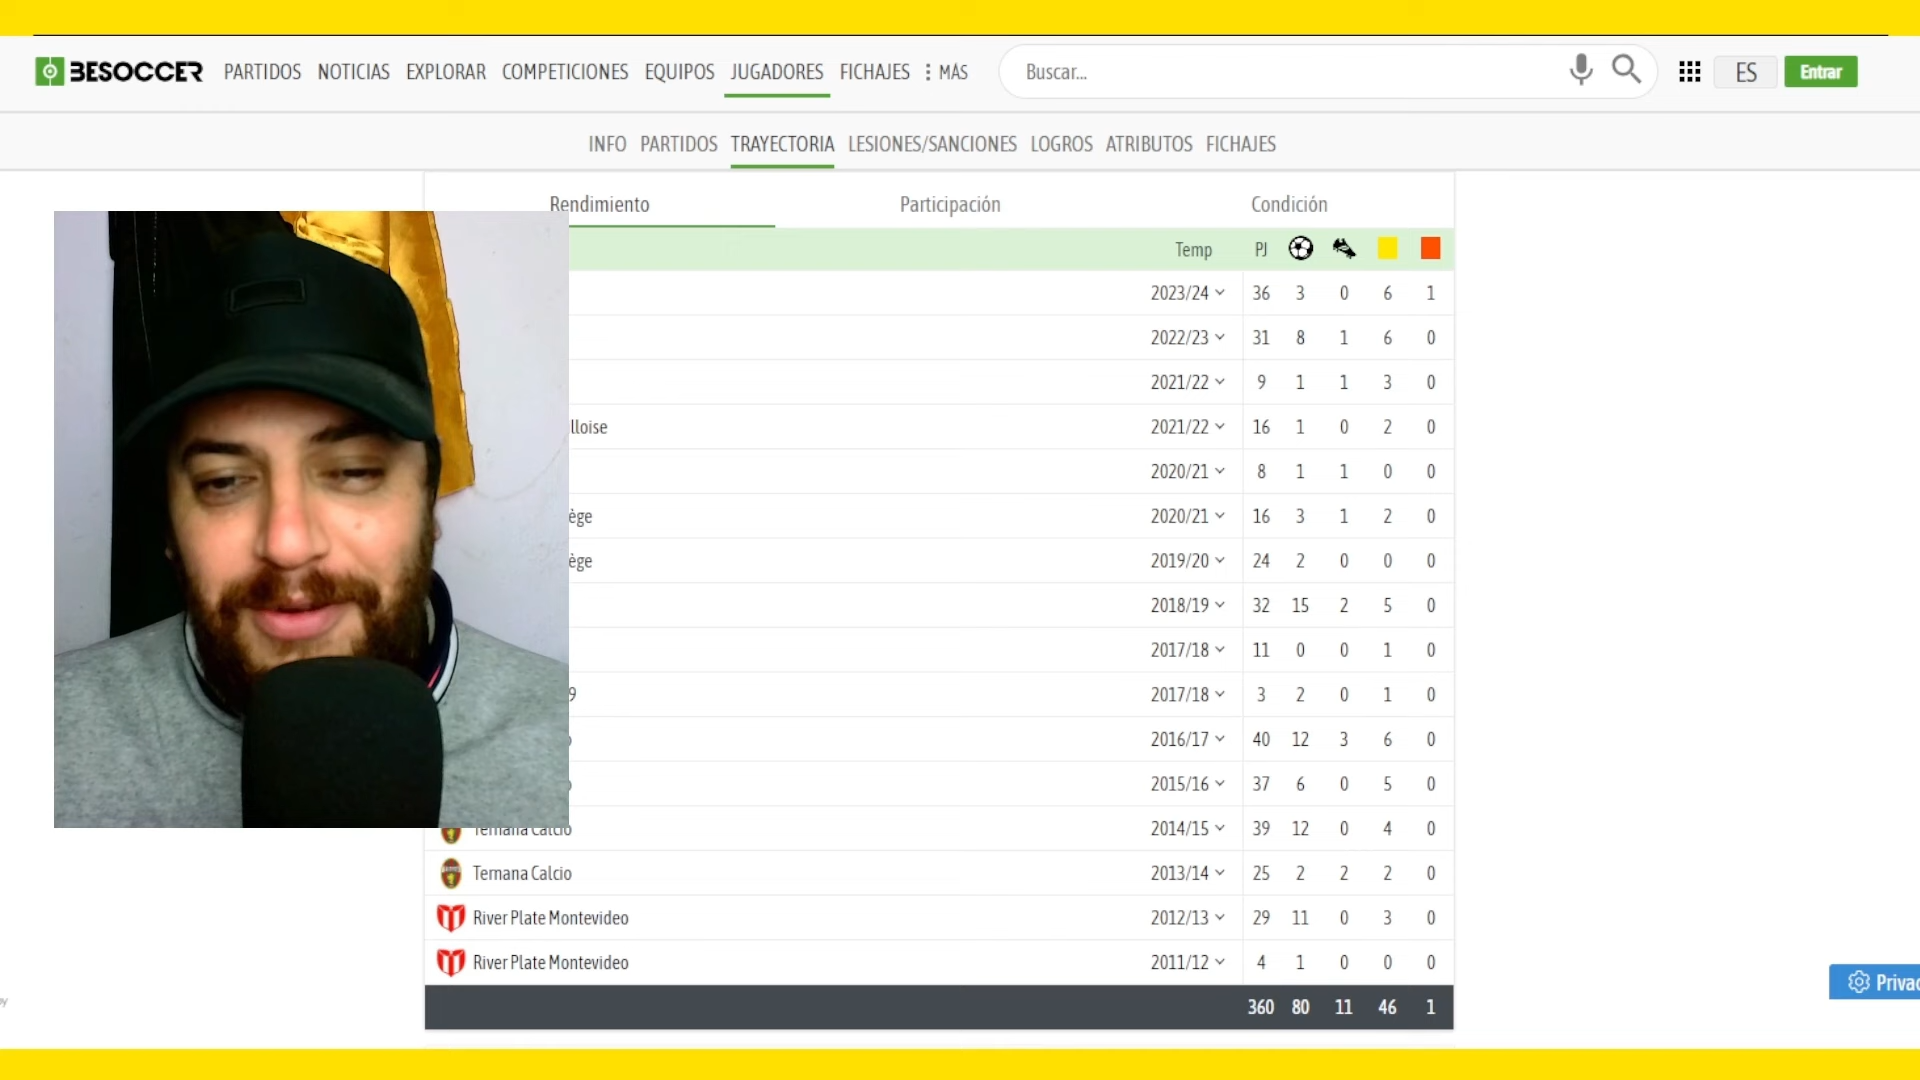 BESOCCER PARTIDOS NOTICIAS EXPLORAR COMPETICIONES EQUIPOS JUGADORES FICHAJES MÁS Buscar... ES Entrar
INFO PARTIDOS TRAYECTORIA LESIONES/SANCIONES LOGROS ATRIBUTOS FICHAJES
Rendimiento Participación Condición
Temp PJ
2023/24 36 3 0 6 1
2022/23 31 8 1 6 0
2021/22 9 1 1 3 0
lloise 2021/22 16 1 0 2 0
2020/21 8 1 1 0 0
ège 2020/21 16 3 1 2 0
ège 2019/20 24 2 0 0 0
2018/19 32 15 2 5 0
2017/18 11 0 0 1 0
9 2017/18 3 2 0 1 0
2016/17 40 12 3 6 0
2015/16 37 6 0 5 0
Ternana Calcio 2014/15 39 12 0 4 0
Ternana Calcio 2013/14 25 2 2 2 0
River Plate Montevideo 2012/13 29 11 0 3 0
River Plate Montevideo 2011/12 4 1 0 0 0
Privac
360 80 11 46 1